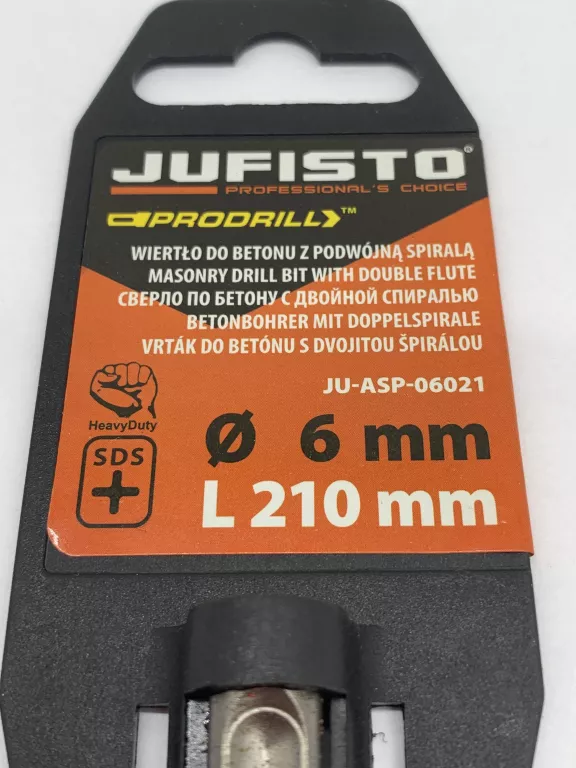 JUFISTO®
PROFESSIONAL'S CHOICE
PRODRILL™
WIERTŁO DO BETONU Z PODWÓJNĄ SPIRALĄ
MASONRY DRILL BIT WITH DOUBLE FLUTE
СВЕРЛО ПО БЕТОНУ С ДВОЙНОЙ СПИРАЛЬЮ
BETONBOHRER MIT DOPPELSPIRALE
VRTÁK DO BETÓNU S DVOJITOU ŠPIRÁLOU
JU-ASP-06021
HeavyDuty
Ø 6 mm
SDS
+
L 210 mm